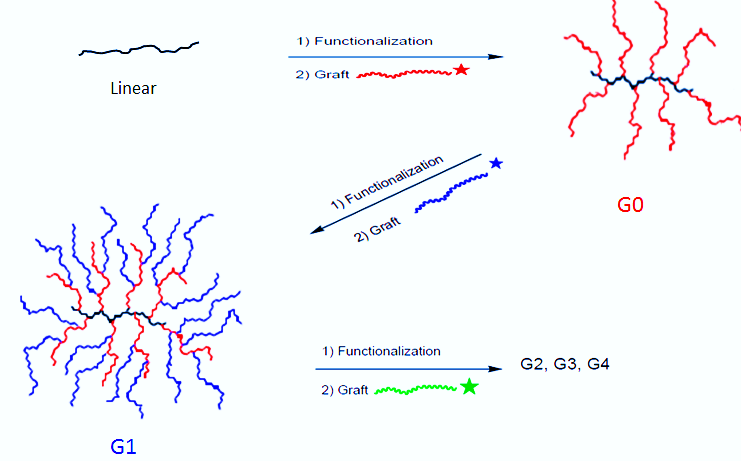 1) Functionalization
2) Graft
Linear
G0
1) Functionalization
2) Graft
G1
1) Functionalization
2) Graft
G2, G3, G4